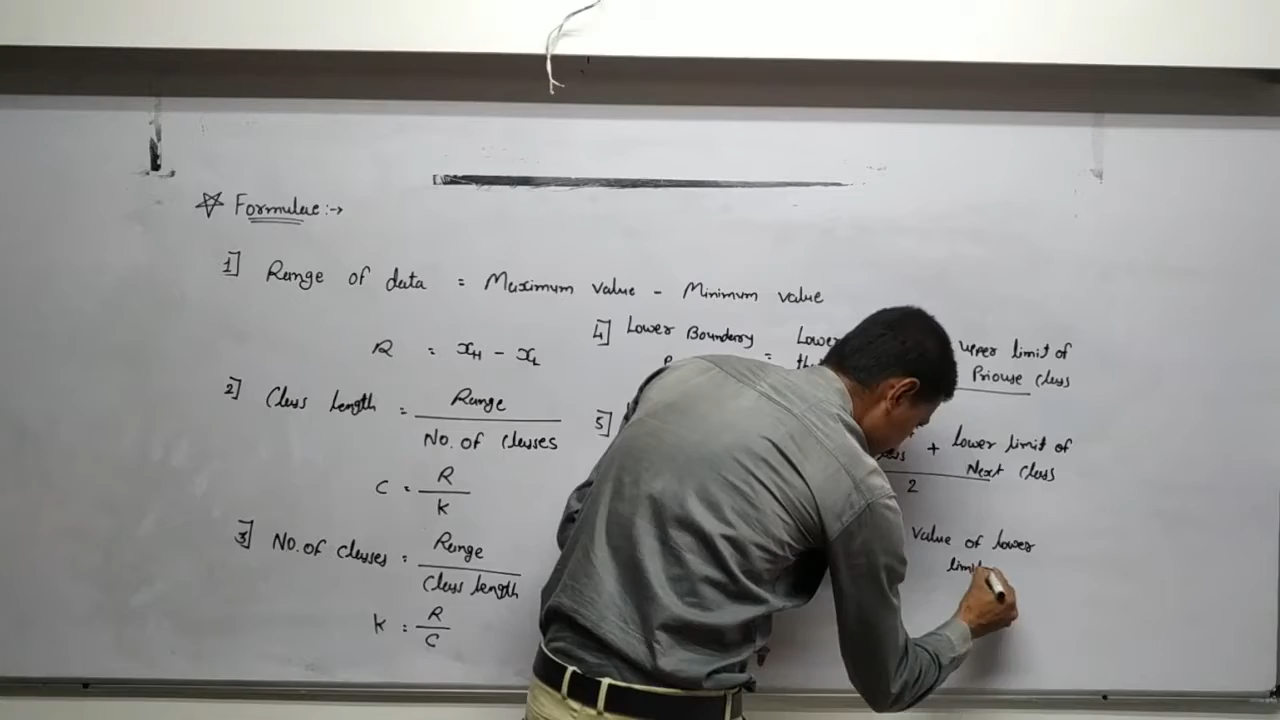 ☆ Formulae :→
1] Range of data = Maximum value - Minimum value
R = x_H - x_L
2] Class length = Range / No. of classes
C = R / K
3] No. of classes = Range / Class length
K = R / C
4] Lower Boundary = Lower
upper limit of
Priouse class
5]
+ Lower limit of
Next class
2
Value of lower